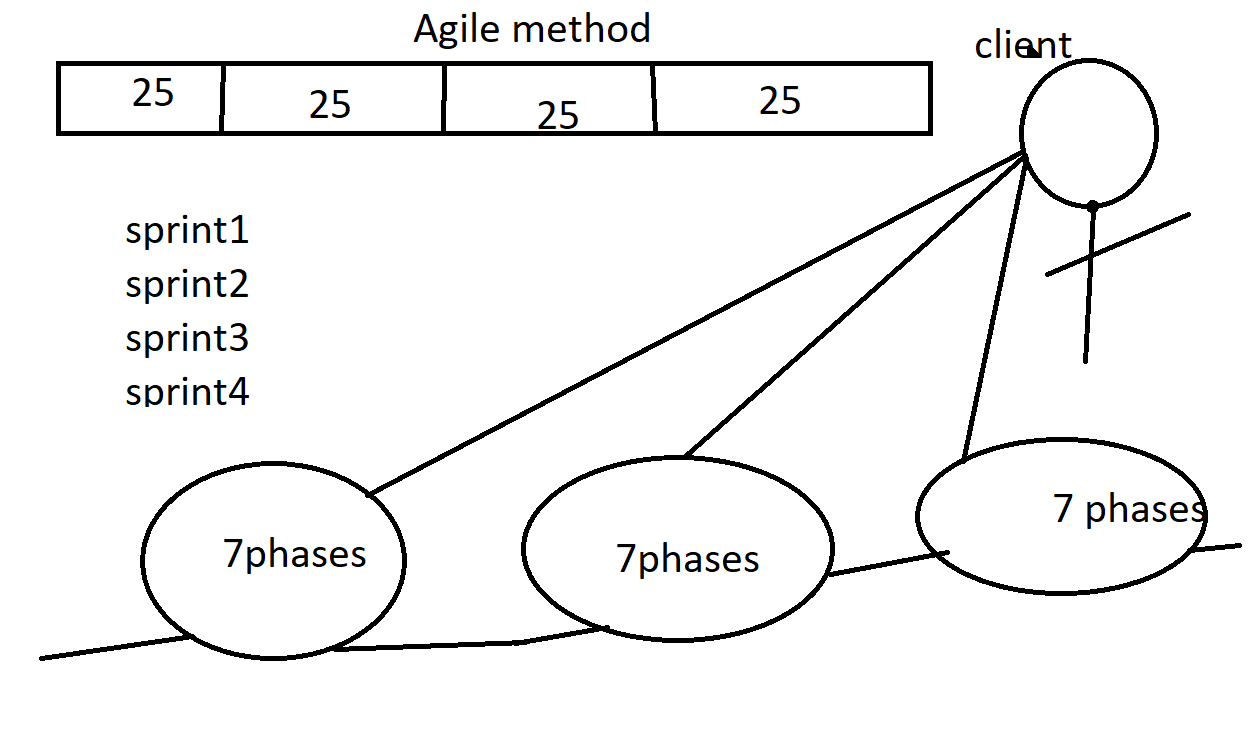 Agile method
client
25
25
25
25
sprint1
sprint2
sprint3
sprint4
7phases
7phases
7 phases